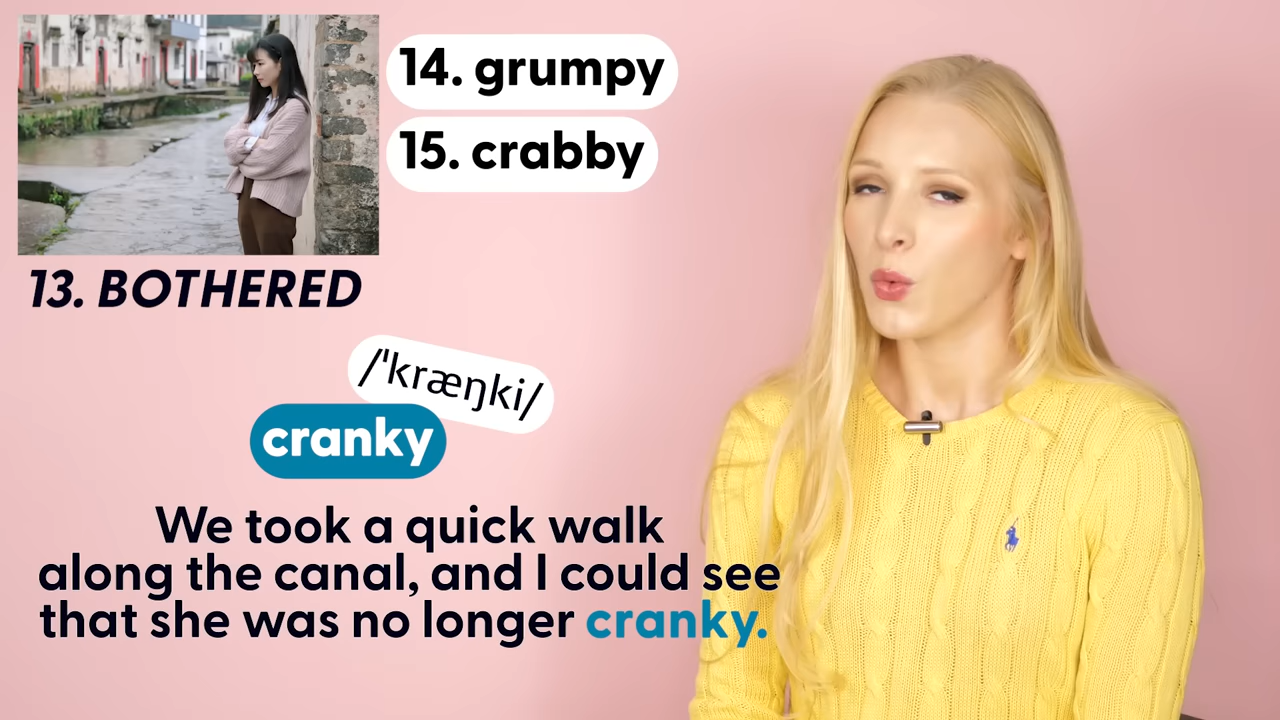 14. grumpy
15. crabby
13. BOTHERED
/ˈkræŋki/
cranky
We took a quick walk
along the canal, and I could see
that she was no longer cranky.